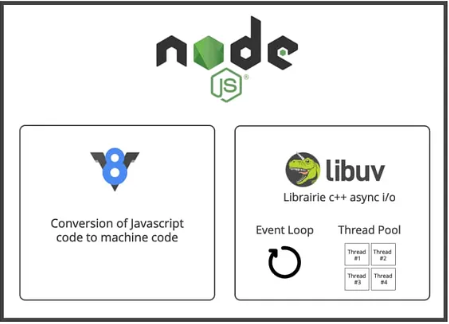 node
JS®
V8
libuv
Librairie c++ async i/o
Conversion of Javascript
code to machine code
Event Loop
Thread Pool
Thread #1
Thread #2
Thread #3
Thread #4